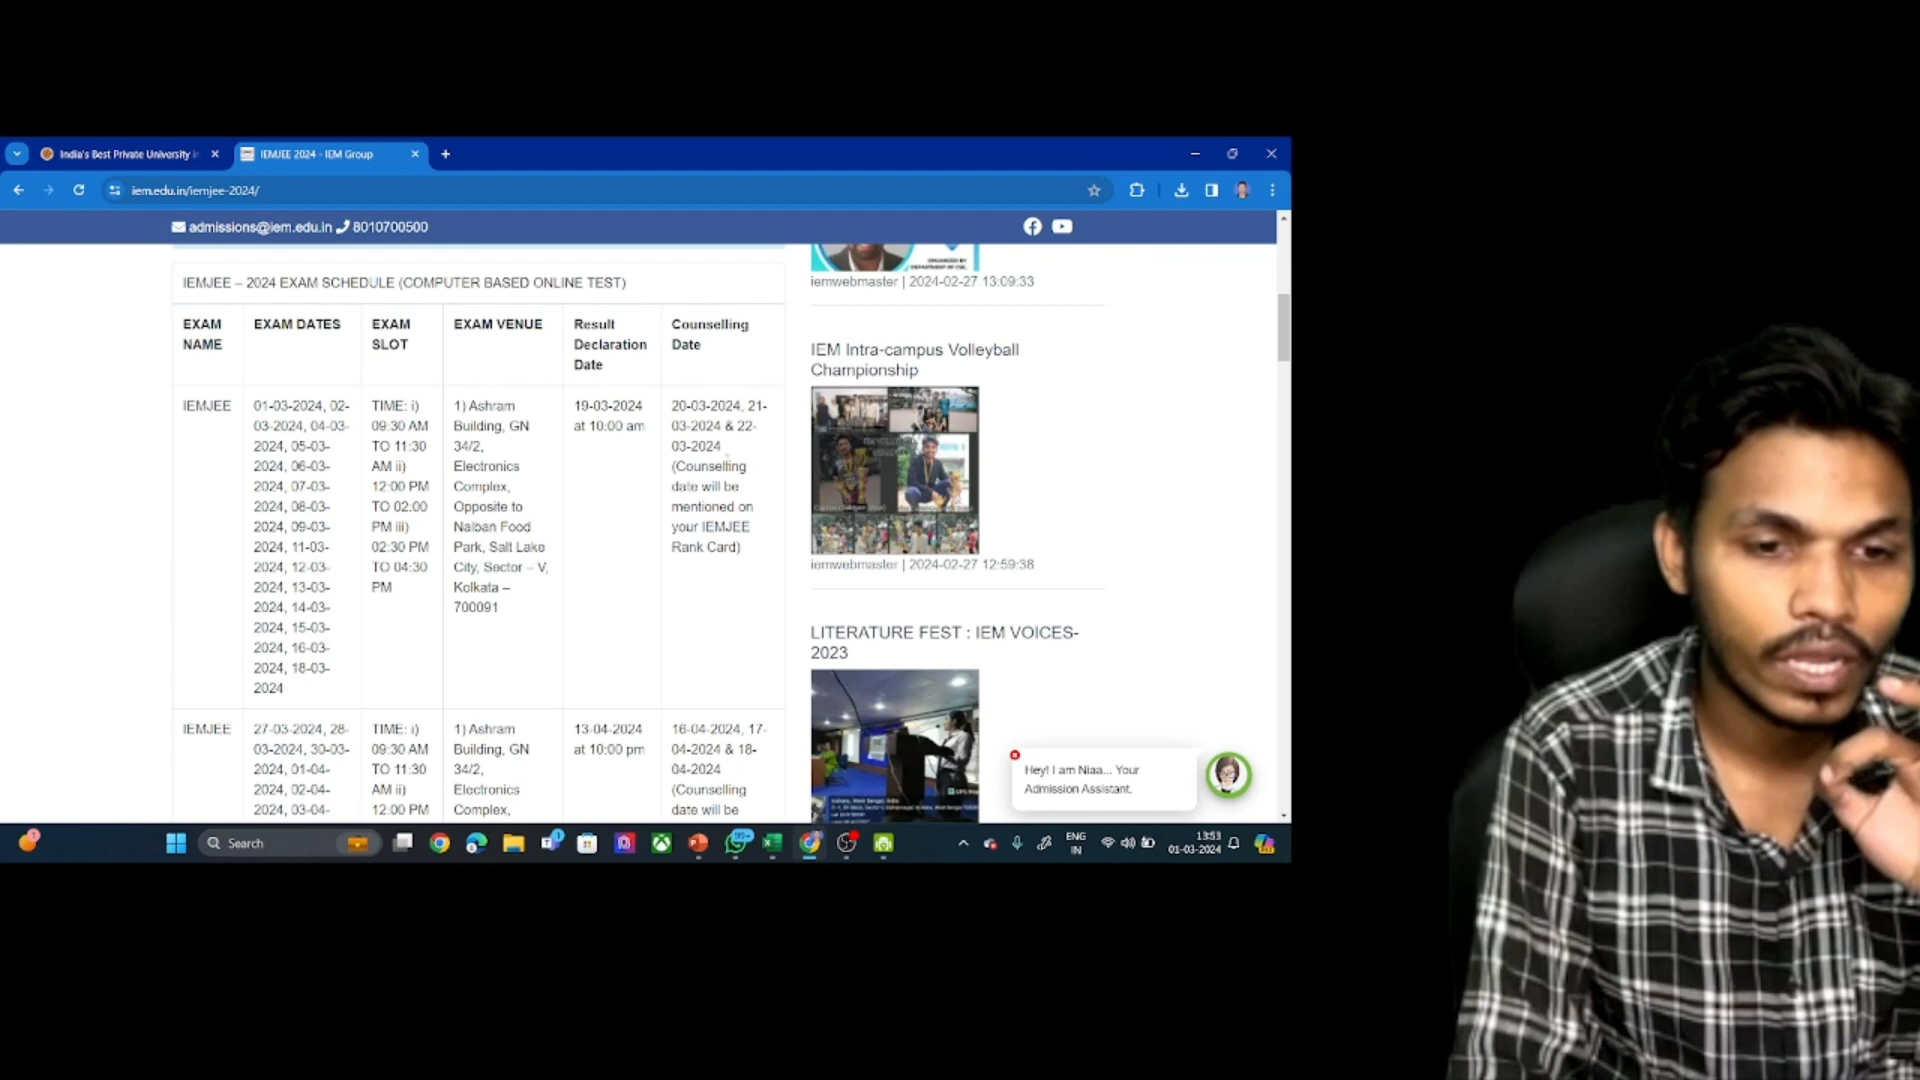 India's Best Private University in
IEMJEE 2024 - IEM Group
iem.edu.in/iemjee-2024/
admissions@iem.edu.in 8010700500
IEMJEE – 2024 EXAM SCHEDULE (COMPUTER BASED ONLINE TEST)
EXAM
NAME
EXAM DATES
EXAM
SLOT
EXAM VENUE
Result
Declaration
Date
Counselling
Date
IEMJEE
01-03-2024, 02-
03-2024, 04-03-
2024, 05-03-
2024, 06-03-
2024, 07-03-
2024, 08-03-
2024, 09-03-
2024, 11-03-
2024, 12-03-
2024, 13-03-
2024, 14-03-
2024, 15-03-
2024, 16-03-
2024, 18-03-
2024
TIME: i)
09:30 AM
TO 11:30
AM ii)
12:00 PM
TO 02:00
PM iii)
02:30 PM
TO 04:30
PM
1) Ashram
Building, GN
34/2,
Electronics
Complex,
Opposite to
Nalban Food
Park, Salt Lake
City, Sector – V,
Kolkata –
700091
19-03-2024
at 10:00 am
20-03-2024, 21-
03-2024 & 22-
03-2024
(Counselling
date will be
mentioned on
your IEMJEE
Rank Card)
IEMJEE
27-03-2024, 28-
03-2024, 30-03-
2024, 01-04-
2024, 02-04-
2024, 03-04-
TIME: i)
09:30 AM
TO 11:30
AM ii)
12:00 PM
1) Ashram
Building, GN
34/2,
Electronics
Complex,
13-04-2024
at 10:00 pm
16-04-2024, 17-
04-2024 & 18-
04-2024
(Counselling
date will be
ORGANIZED BY
DEPARTMENT OF CSE,
iemwebmaster | 2024-02-27 13:09:33
IEM Intra-campus Volleyball
Championship
iemwebmaster | 2024-02-27 12:59:38
LITERATURE FEST : IEM VOICES-
2023
Hey! I am Niaa... Your
Admission Assistant.
Search
99+
ENG
IN
13:53
01-03-2024